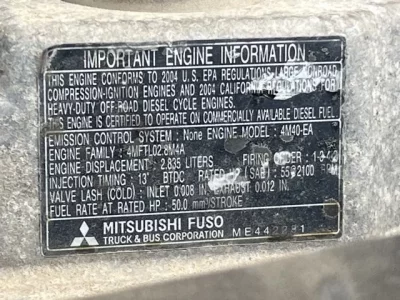 IMPORTANT ENGINE INFORMATION
THIS ENGINE CONFORMS TO 2004 U.S. EPA REGULATIONS LARGE NONROAD
COMPRESSION-IGNITION ENGINES AND 2004 CALIFORNIA REGULATIONS
HEAVY-DUTY OFF-ROAD DIESEL CYCLE ENGINES.
THIS ENGINE IS CERTIFIED TO OPERATE ON COMMERCIALLY AVAILABLE DIESEL FUEL
EMISSION CONTROL SYSTEM : None ENGINE MODEL : 4M40-EA
ENGINE FAMILY : 4MFTL02.8M4A
ENGINE DISPLACEMENT : 2.835 LITERS FIRING ORDER :
INJECTION TIMING : 13° BTDC RATED (SAE) : 
VALVE LASH (COLD) : INLET 0.008 IN. EXHAUST 0.012 IN.
FUEL RATE AT RATED HP : 50.0 mm³/STROKE
MITSUBISHI FUSO
TRUCK & BUS CORPORATION